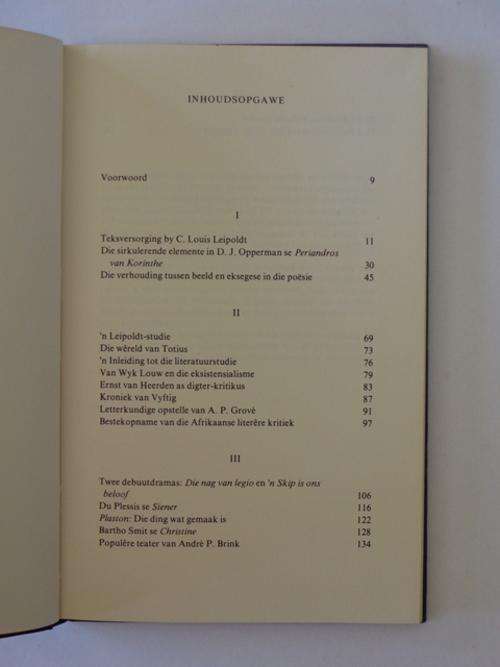 INHOUDSOPGAWE
Voorwoord 9
I
Teksversorging by C. Louis Leipoldt 11
Die sirkulerende elemente in D. J. Opperman se Periandros
van Korinthe 30
Die verhouding tussen beeld en eksegese in die poësie 45
II
'n Leipoldt-studie 69
Die wêreld van Totius 73
'n Inleiding tot die literatuurstudie 76
Van Wyk Louw en die eksistensialisme 79
Ernst van Heerden as digter-kritikus 83
Kroniek van Vyftig 87
Letterkundige opstelle van A. P. Grové 91
Bestekopname van die Afrikaanse literêre kritiek 97
III
Twee debuutdramas: Die nag van legio en 'n Skip is ons
beloof 106
Du Plessis se Siener 116
Plaston: Die ding wat gemaak is 122
Bartho Smit se Christine 128
Populêre teater van André P. Brink 134